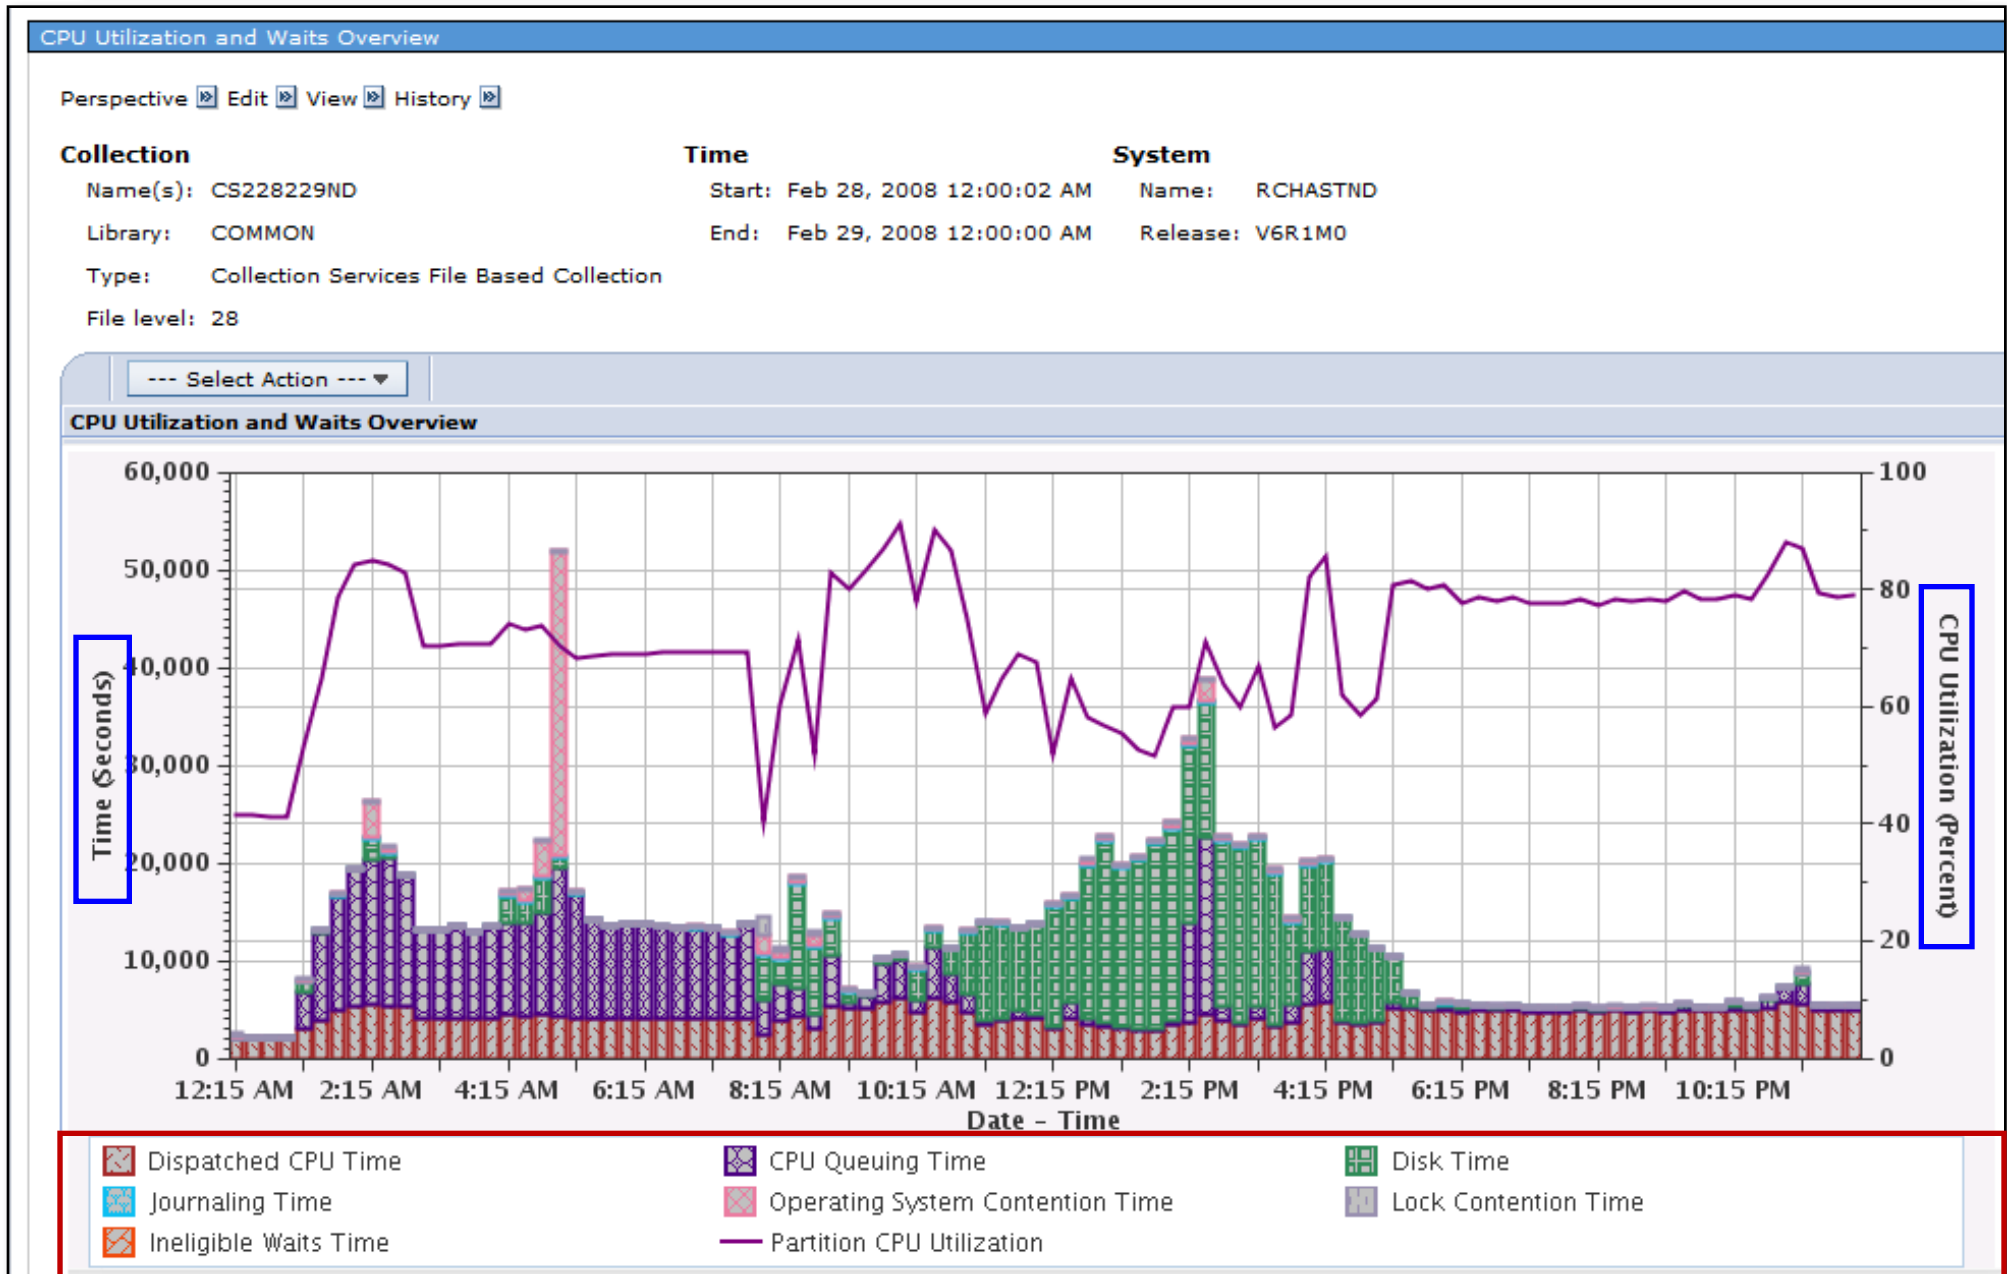 CPU Utilization and Waits Overview
Perspective Edit View History
Collection Time System
Name(s): CS228229ND Start: Feb 28, 2008 12:00:02 AM Name: RCHASTND
Library: COMMON End: Feb 29, 2008 12:00:00 AM Release: V6R1M0
Type: Collection Services File Based Collection
File level: 28
--- Select Action ---
CPU Utilization and Waits Overview
60,000
50,000
40,000
30,000
20,000
10,000
0
Time (Seconds)
100
80
60
40
20
0
CPU Utilization (Percent)
12:15 AM 2:15 AM 4:15 AM 6:15 AM 8:15 AM 10:15 AM 12:15 PM 2:15 PM 4:15 PM 6:15 PM 8:15 PM 10:15 PM
Date – Time
Dispatched CPU Time CPU Queuing Time Disk Time
Journaling Time Operating System Contention Time Lock Contention Time
Ineligible Waits Time Partition CPU Utilization